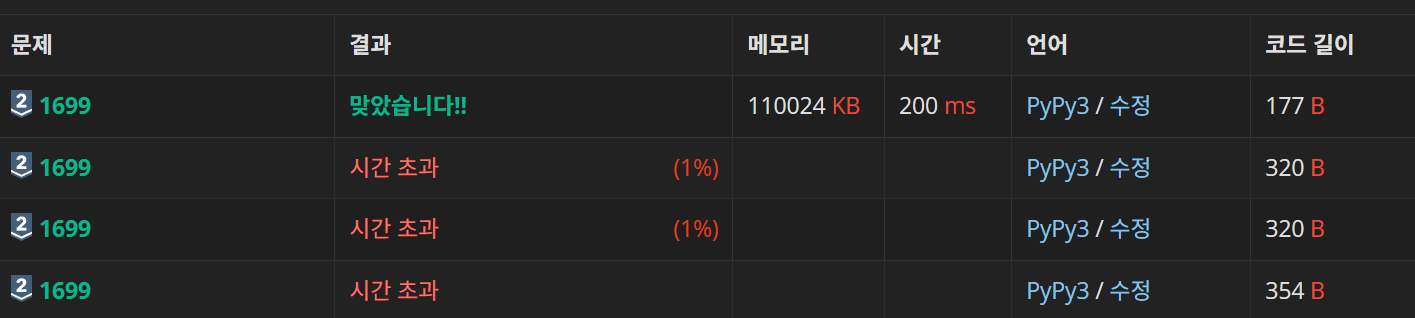 문제 결과 메모리 시간 언어 코드 길이
2 1699 맞았습니다!! 110024 KB 200 ms PyPy3 / 수정 177 B
2 1699 시간 초과 (1%) PyPy3 / 수정 320 B
2 1699 시간 초과 (1%) PyPy3 / 수정 320 B
2 1699 시간 초과 PyPy3 / 수정 354 B